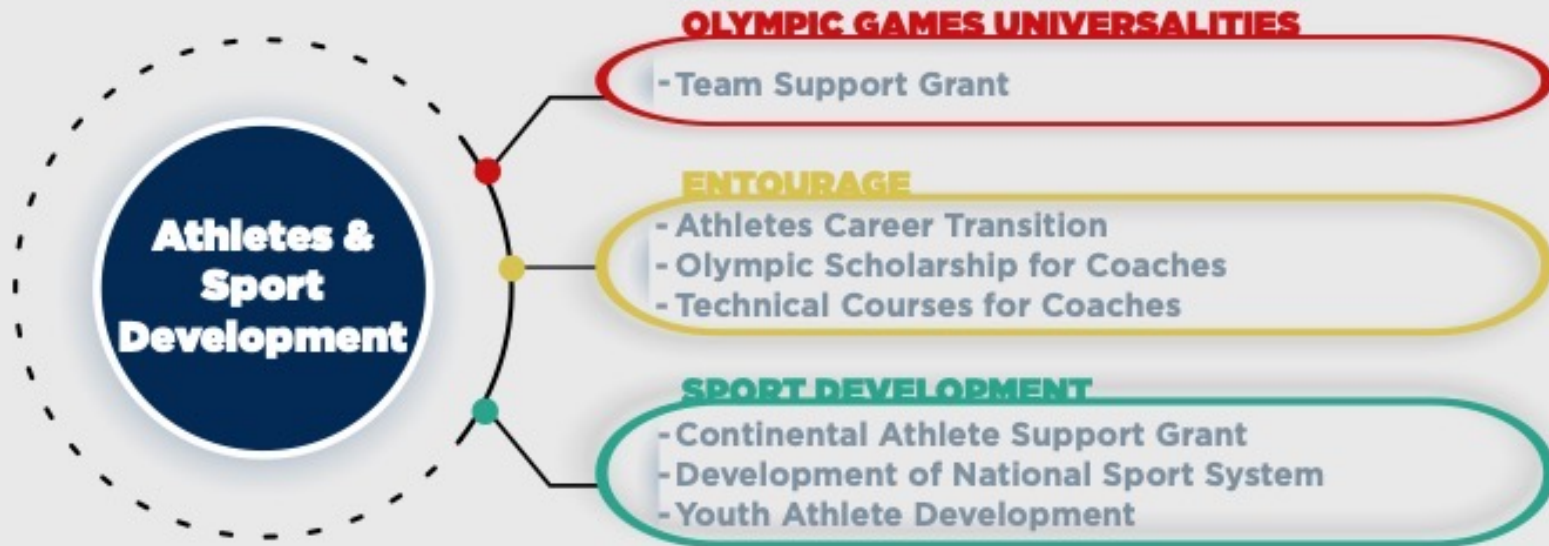 Athletes &
Sport
Development
OLYMPIC GAMES UNIVERSALITIES
- Team Support Grant
ENTOURAGE
- Athletes Career Transition
- Olympic Scholarship for Coaches
- Technical Courses for Coaches
SPORT DEVELOPMENT
- Continental Athlete Support Grant
- Development of National Sport System
- Youth Athlete Development